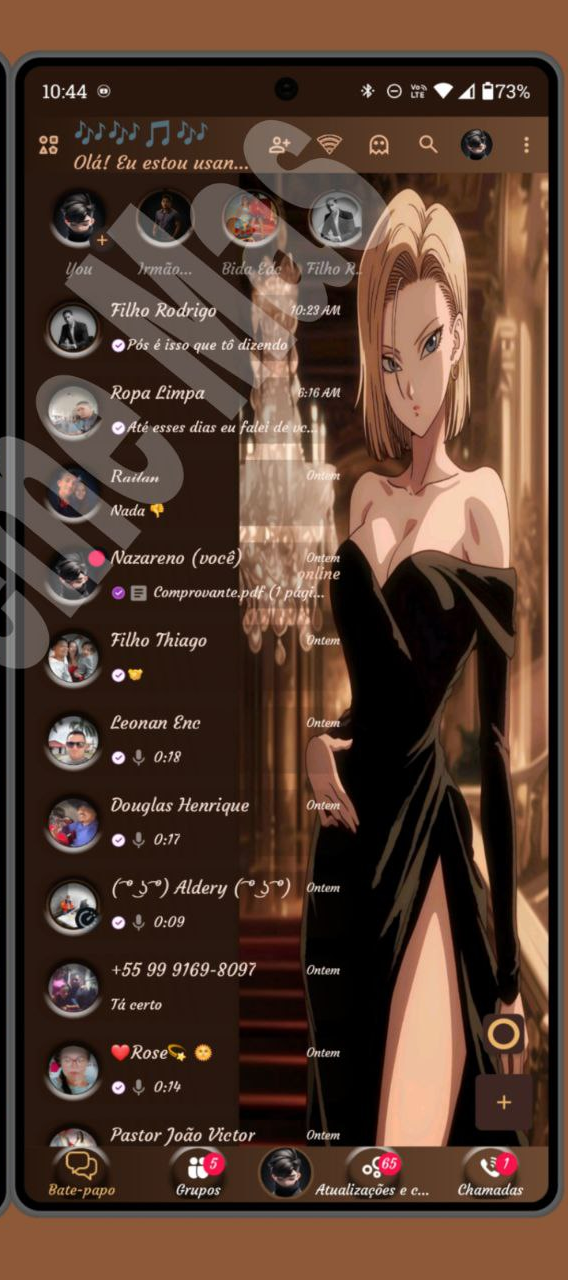 10:44
Vo LTE
73%
🎶🎶🎵🎶
Olá! Eu estou usan...
You
Irmão...
Bida Edc
Filho R..
Filho Rodrigo 10:23 AM
Pós é isso que tô dizendo
Ropa Limpa 6:16 AM
Até esses dias eu falei de vc...
Railan Ontem
Nada 👎
Nazareno (você) Ontem
online
Comprovante.pdf (1 pági...
Filho Thiago Ontem
Leonan Enc Ontem
0:18
Douglas Henrique Ontem
0:17
( ͡° ͜ʖ ͡°) Aldery ( ͡° ͜ʖ ͡°) Ontem
0:09
+55 99 9169-8097 Ontem
Tá certo
❤️Rose💫 🌞 Ontem
0:14
Pastor João Victor Ontem
5
65
1
Bate-papo
Grupos
Atualizações e c...
Chamadas